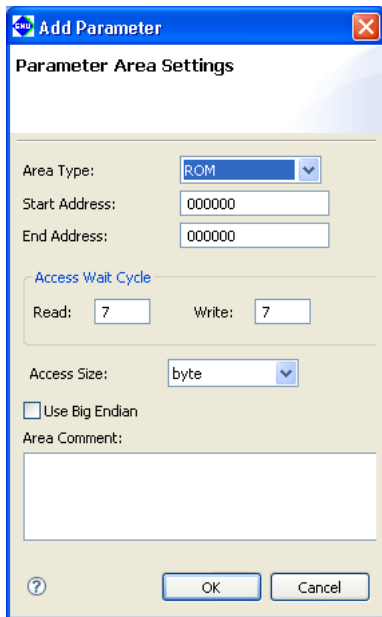 EMU Add Parameter
Parameter Area Settings
Area Type: ROM
Start Address: 000000
End Address: 000000
Access Wait Cycle
Read: 7 Write: 7
Access Size: byte
Use Big Endian
Area Comment:
? OK Cancel